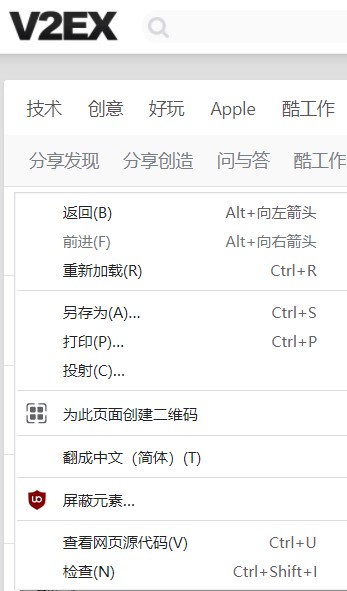 V2EX
技术 创意 好玩 Apple 酷工作
分享发现 分享创造 问与答 酷工作
返回(B) Alt+向左箭头
前进(F) Alt+向右箭头
重新加载(R) Ctrl+R
另存为(A)... Ctrl+S
打印(P)... Ctrl+P
投射(C)...
为此页面创建二维码
翻成中文（简体）(T)
屏蔽元素...
查看网页源代码(V) Ctrl+U
检查(N) Ctrl+Shift+I